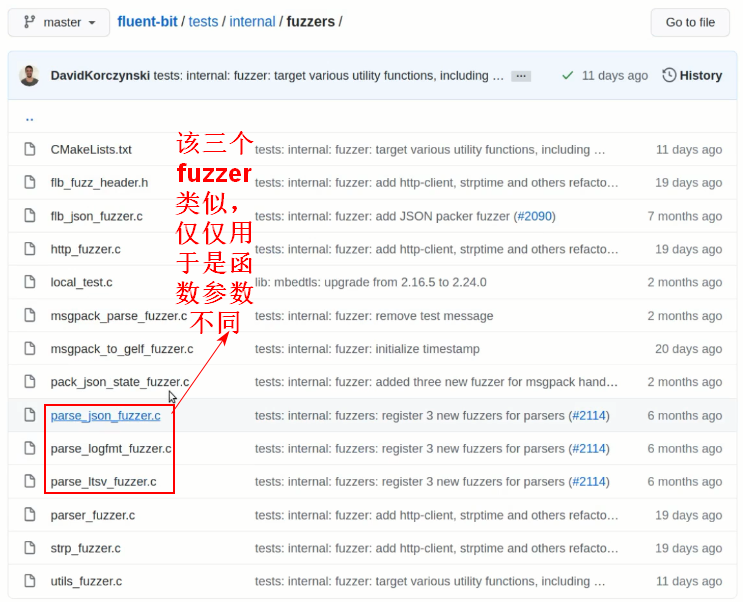 master fluent-bit / tests / internal / fuzzers / Go to file
DavidKorczynski tests: internal: fuzzer: target various utility functions, including … ... 11 days ago History
..
CMakeLists.txt tests: internal: fuzzer: target various utility functions, including … 11 days ago
flb_fuzz_header.h tests: internal: fuzzer: add http-client, strptime and others refacto… 19 days ago
flb_json_fuzzer.c tests: internal: fuzzer: add JSON packer fuzzer (#2090) 7 months ago
http_fuzzer.c tests: internal: fuzzer: add http-client, strptime and others refacto… 19 days ago
local_test.c lib: mbedtls: upgrade from 2.16.5 to 2.24.0 2 months ago
msgpack_parse_fuzzer.c tests: internal: fuzzer: remove test message 2 months ago
msgpack_to_gelf_fuzzer.c tests: internal: fuzzer: initialize timestamp 20 days ago
pack_json_state_fuzzer.c tests: internal: fuzzer: added three new fuzzer for msgpack hand… 2 months ago
parse_json_fuzzer.c tests: internal: fuzzers: register 3 new fuzzers for parsers (#2114) 6 months ago
parse_logfmt_fuzzer.c tests: internal: fuzzers: register 3 new fuzzers for parsers (#2114) 6 months ago
parse_ltsv_fuzzer.c tests: internal: fuzzers: register 3 new fuzzers for parsers (#2114) 6 months ago
parser_fuzzer.c tests: internal: fuzzer: add http-client, strptime and others refacto… 19 days ago
strp_fuzzer.c tests: internal: fuzzer: add http-client, strptime and others refacto… 19 days ago
utils_fuzzer.c tests: internal: fuzzer: target various utility functions, including … 11 days ago
该三个
fuzzer
类似，
仅仅用
于是函
数参数
不同